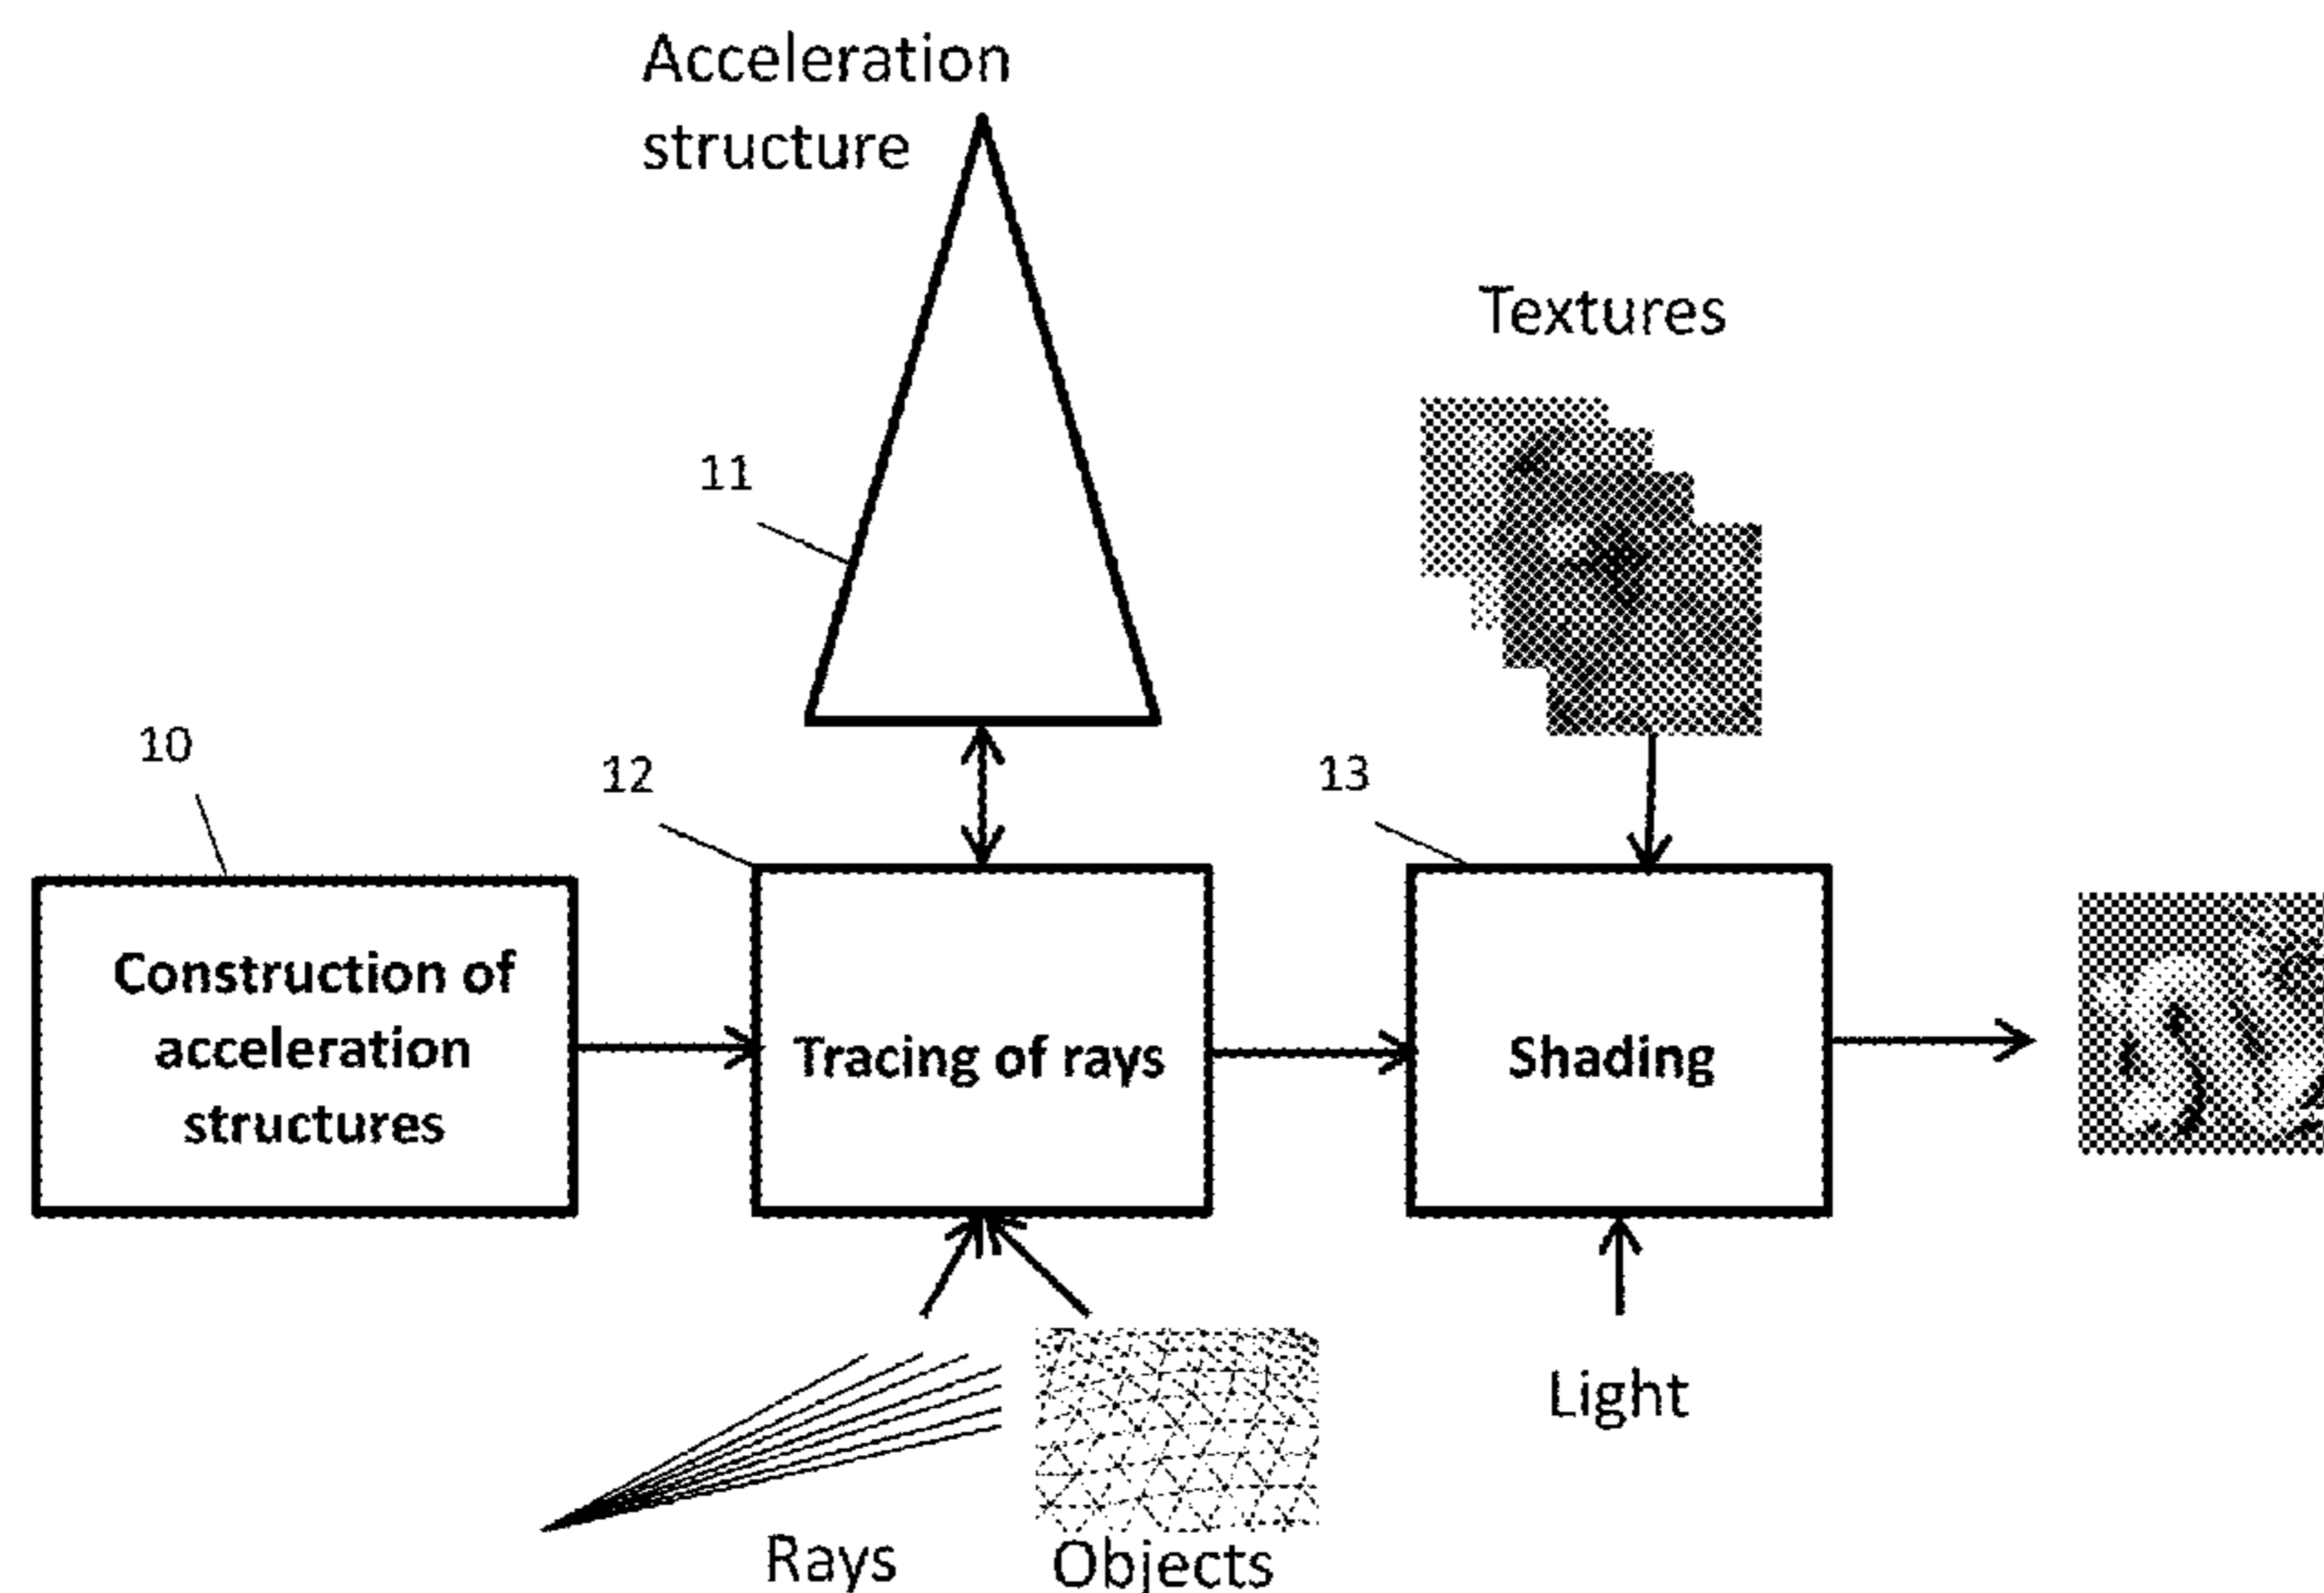 Acceleration
structure
Textures
11
10
12
13
Construction of
acceleration
structures
Tracing of rays
Shading
Light
Rays
Objects